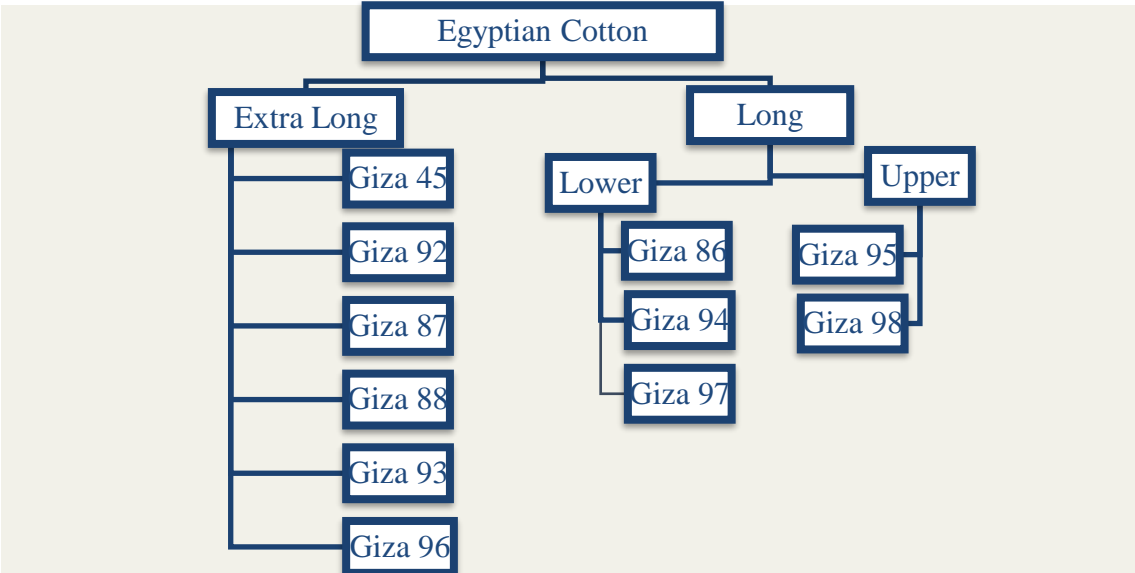 Egyptian Cotton
Extra Long
Giza 45
Giza 92
Giza 87
Giza 88
Giza 93
Giza 96
Long
Lower
Giza 86
Giza 94
Giza 97
Upper
Giza 95
Giza 98